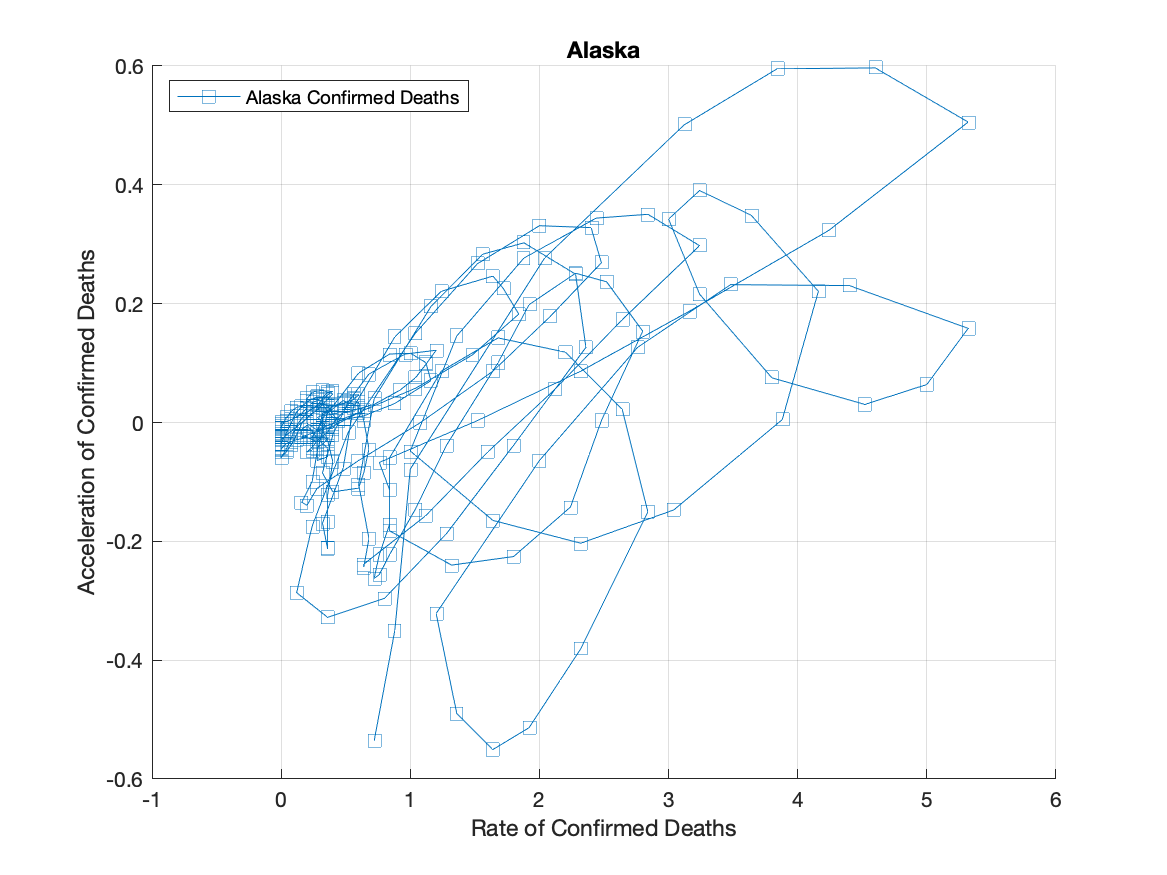 Alaska
Alaska Confirmed Deaths
0.6
0.4
0.2
0
-0.2
-0.4
-0.6
Acceleration of Confirmed Deaths
-1 0 1 2 3 4 5 6
Rate of Confirmed Deaths